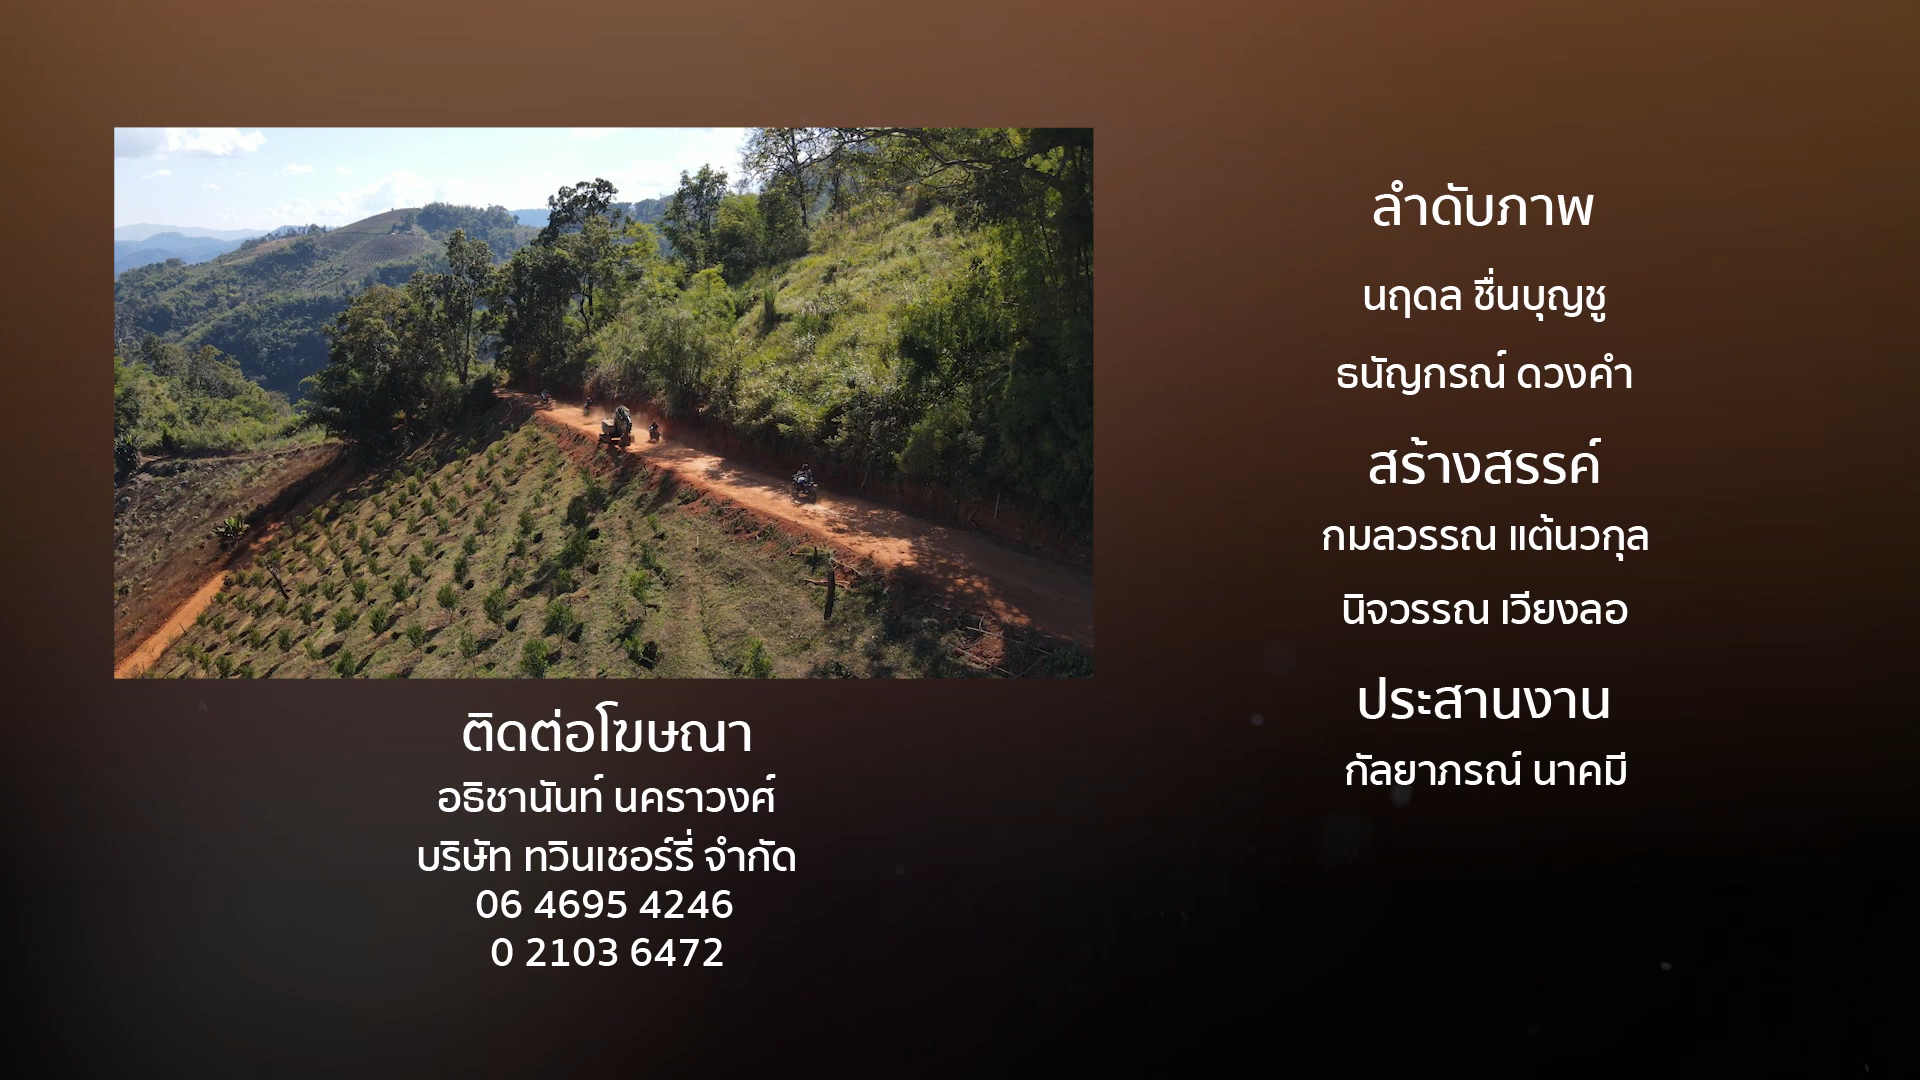 ติดต่อโฆษณา
อธิชานันท์ นคราวงศ์
บริษัท ทวินเชอร์รี่ จำกัด
06 4695 4246
0 2103 6472
ลำดับภาพ
นฤดล ชื่นบุญชู
ธนัญกรณ์ ดวงคำ
สร้างสรรค์
กมลวรรณ แต้นวกุล
นิจวรรณ เวียงลอ
ประสานงาน
กัลยาภรณ์ นาคมี